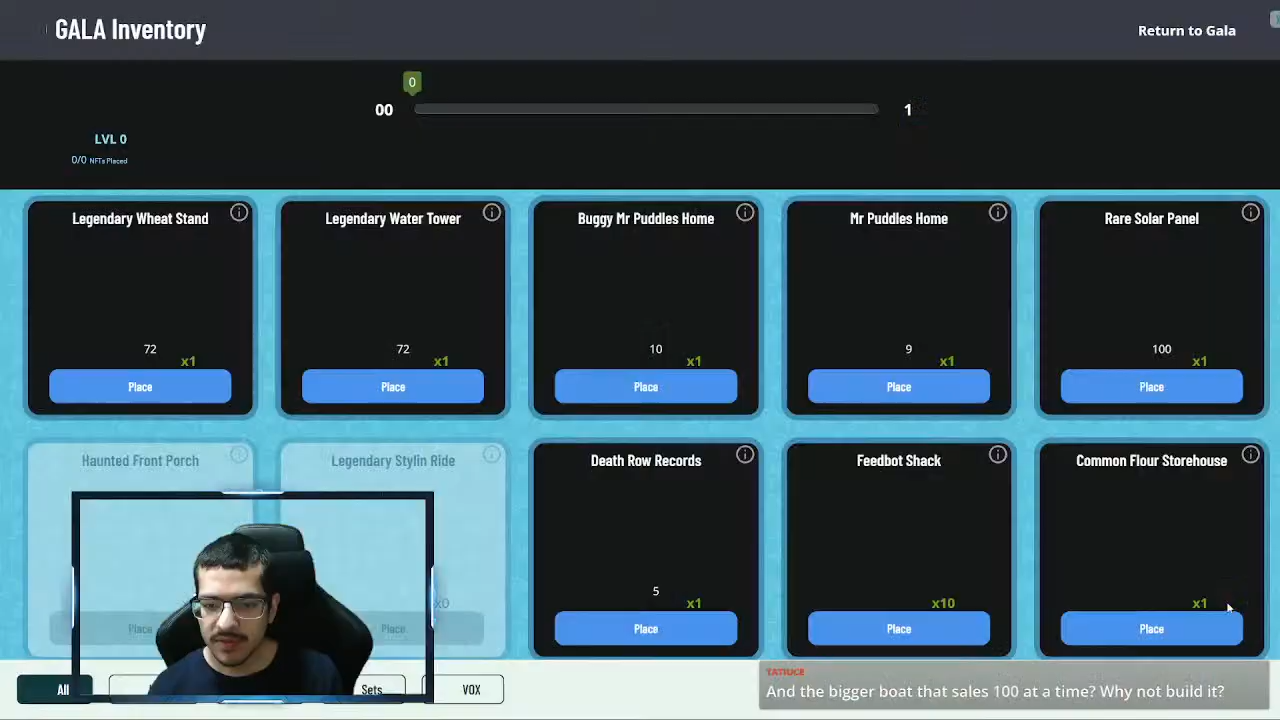 GALA Inventory
Return to Gala
0
00
1
LVL 0
0/0 NFTs Placed
Legendary Wheat Stand
Legendary Water Tower
Buggy Mr Puddles Home
Mr Puddles Home
Rare Solar Panel
72
x1
72
x1
10
x1
9
x1
100
x1
Place
Place
Place
Place
Place
Haunted Front Porch
Legendary Stylin Ride
Death Row Records
Feedbot Shack
Common Flour Storehouse
x0
5
x1
x10
x1
Place
Place
Place
Place
Place
All
Sets
VOX
TATIUCE
And the bigger boat that sales 100 at a time? Why not build it?